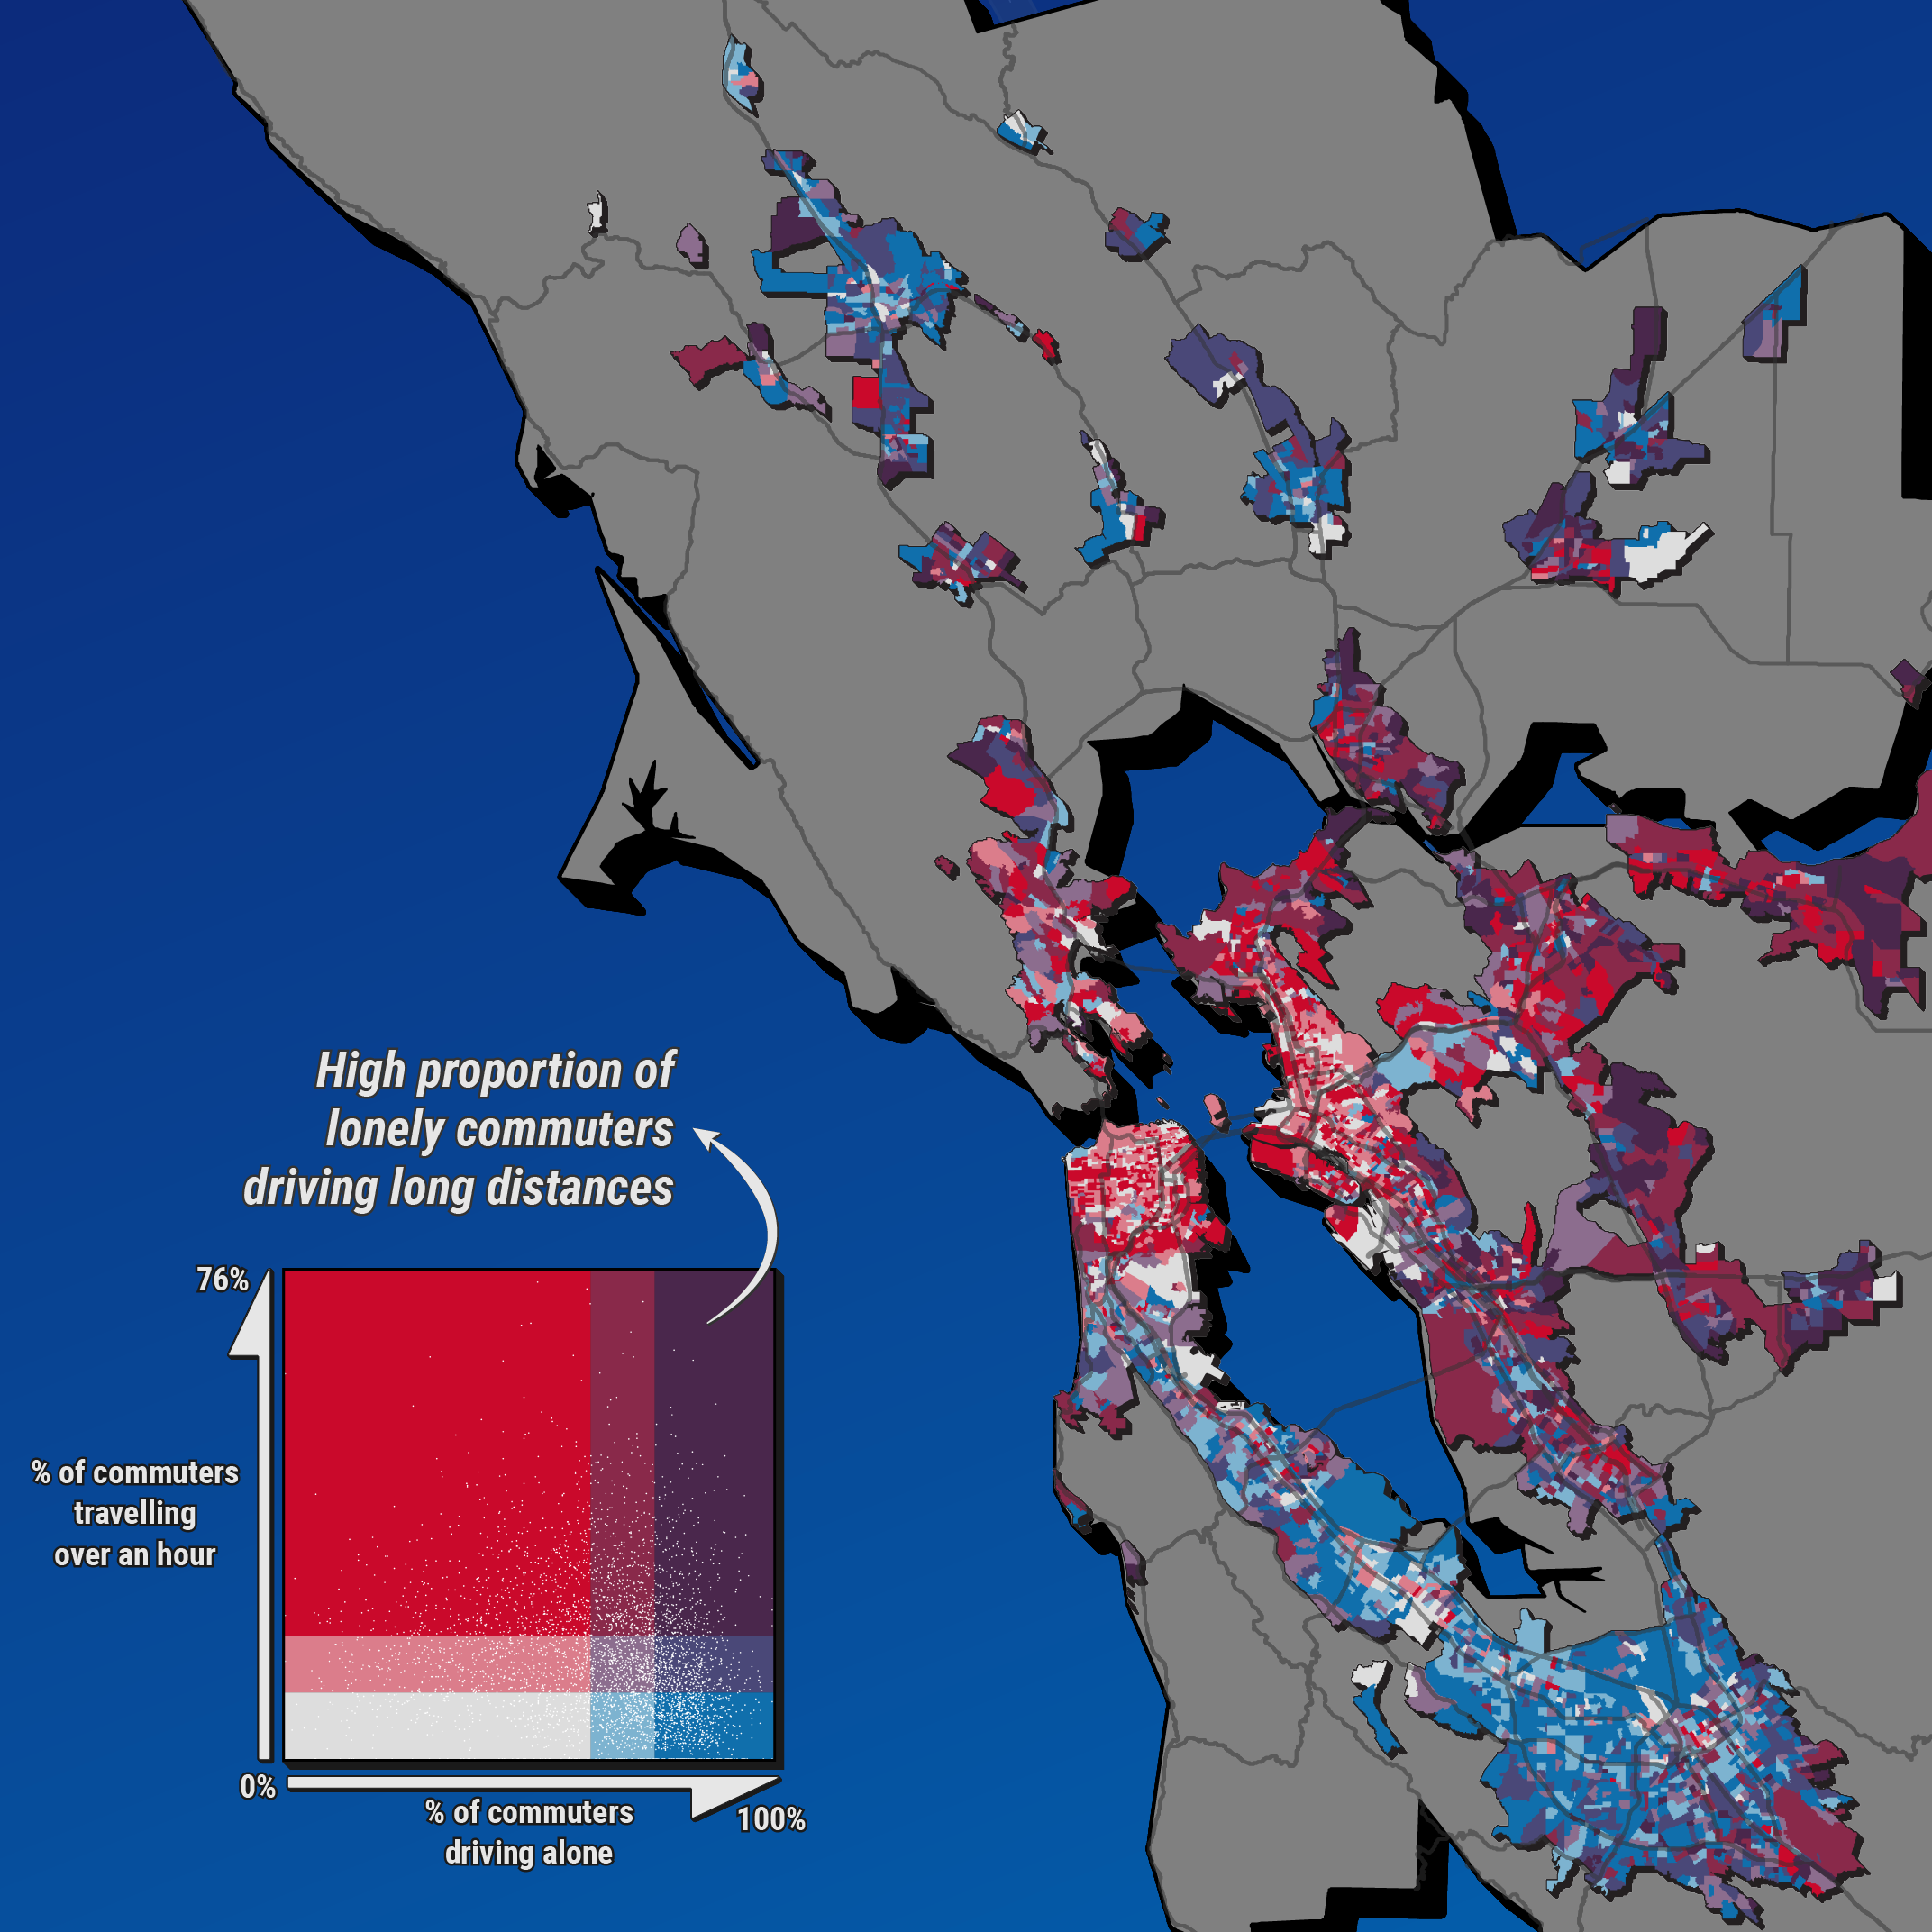 High proportion of
lonely commuters
driving long distances
76%
% of commuters
travelling
over an hour
0%
% of commuters
driving alone
100%